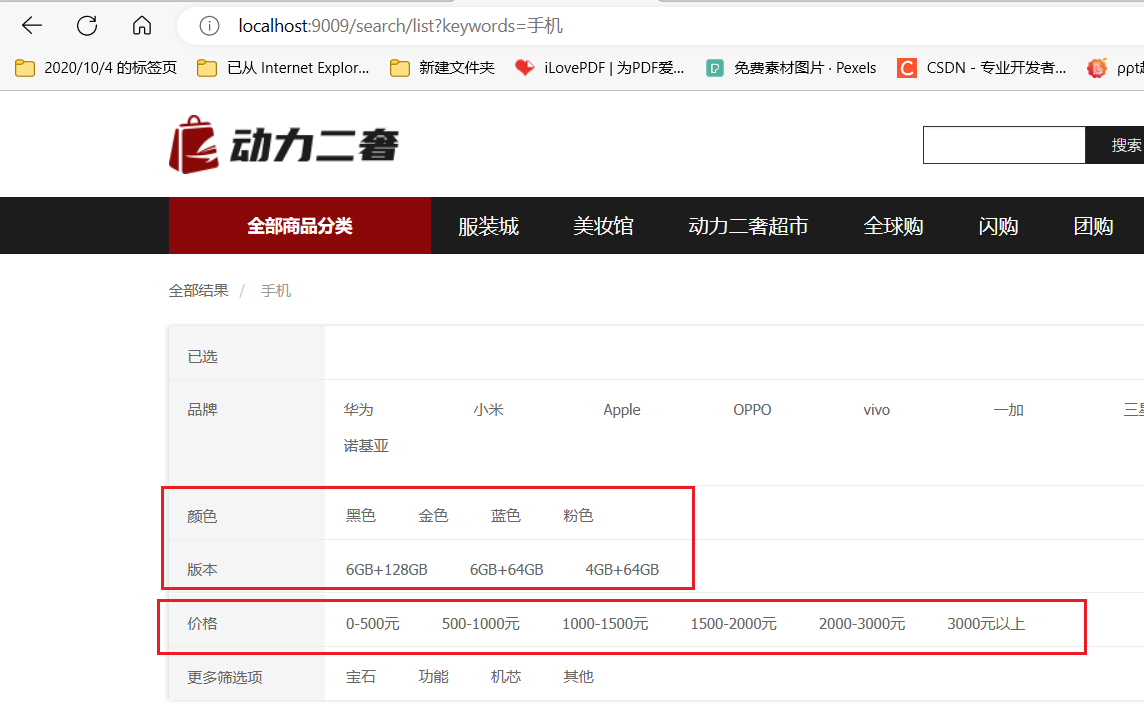 localhost:9009/search/list?keywords=手机
2020/10/4 的标签页 已从 Internet Explor... 新建文件夹 iLovePDF | 为PDF爱... 免费素材图片 · Pexels CSDN - 专业开发者...
动力二奢 搜索
全部商品分类 服装城 美妆馆 动力二奢超市 全球购 闪购 团购
全部结果 / 手机
已选
品牌 华为 小米 Apple OPPO vivo 一加
诺基亚
颜色 黑色 金色 蓝色 粉色
版本 6GB+128GB 6GB+64GB 4GB+64GB
价格 0-500元 500-1000元 1000-1500元 1500-2000元 2000-3000元 3000元以上
更多筛选项 宝石 功能 机芯 其他